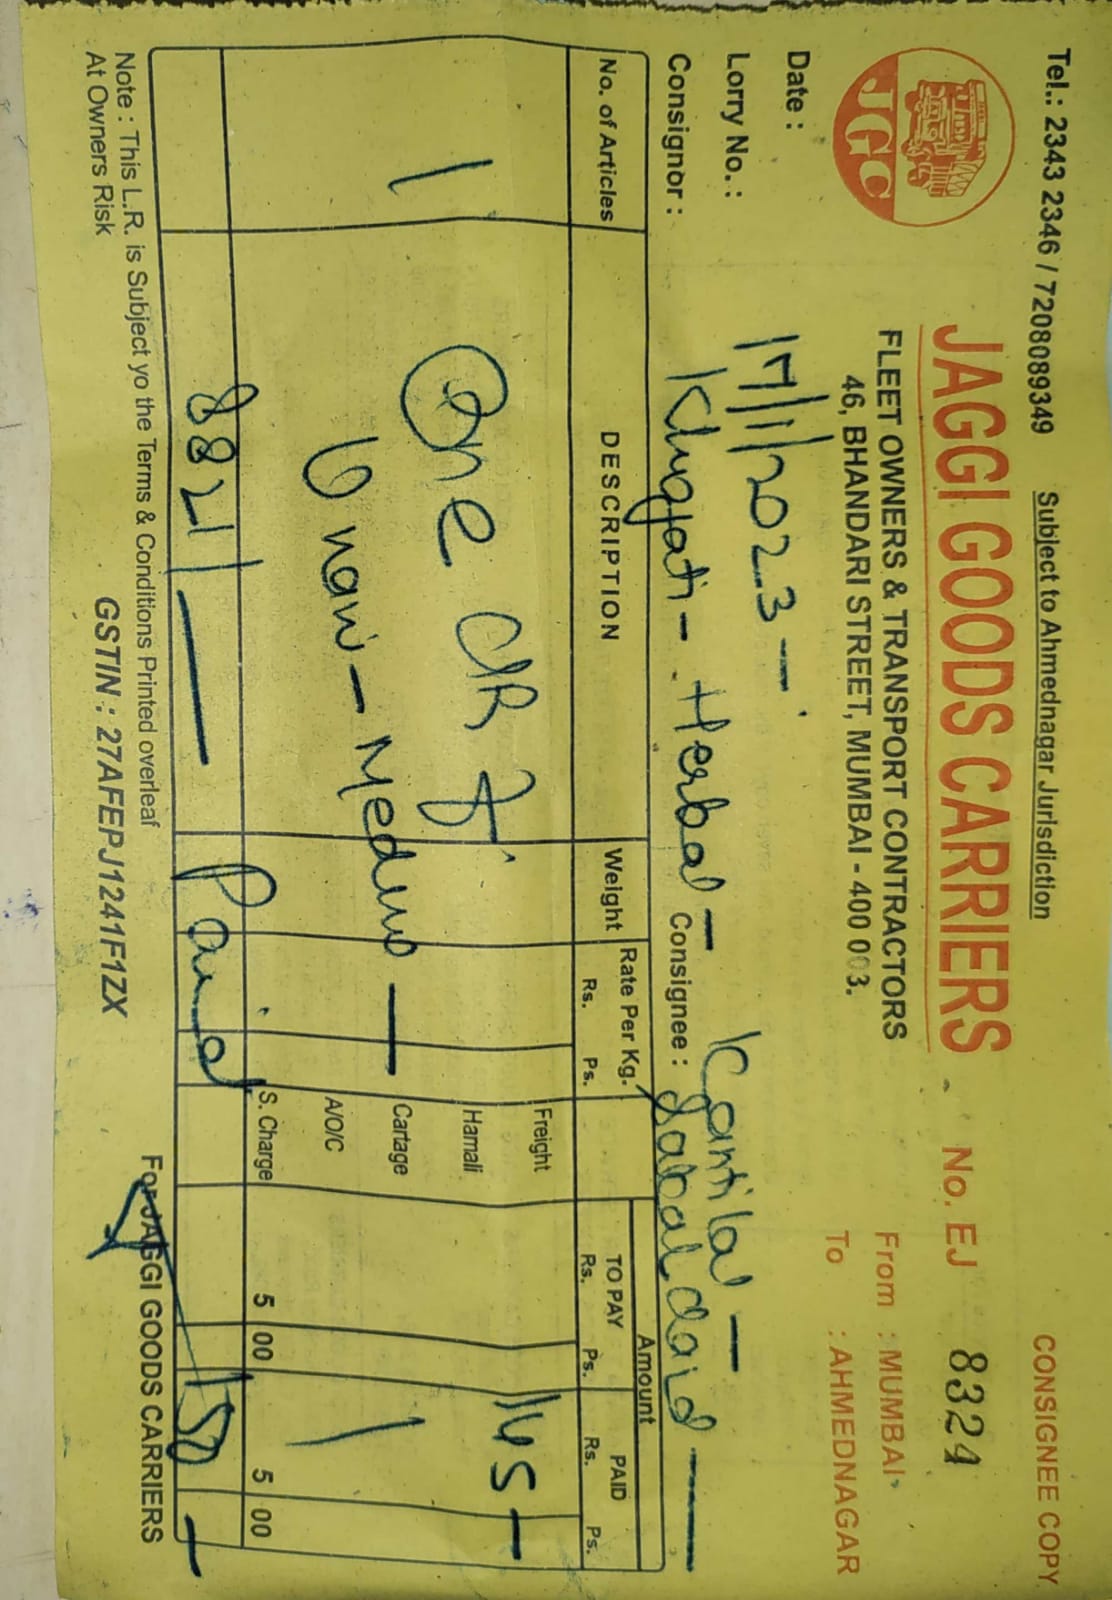 Tel.: 2343 2346 / 7208089349 Subject to Ahmednagar Jurisdiction CONSIGNEE COPY
JGC
JAGGI GOODS CARRIERS No. EJ 8324
FLEET OWNERS & TRANSPORT CONTRACTORS From : MUMBAI
46, BHANDARI STREET, MUMBAI - 400 003. To : AHMEDNAGAR
Date : 17/1/2023 -
Lorry No. : Kantilal -
Consignor : - Herbal - Consignee :
No. of Articles DESCRIPTION Weight Rate Per Kg. Amount
Rs. Ps. TO PAY PAID
Rs. Ps. Rs. Ps.
1 One Freight 145 -
Hamali
Cartage
A/O/C
S. Charge 5 00 5 00
8821 - Paid 150 -
Note : This L.R. is Subject yo the Terms & Conditions Printed overleaf
At Owners Risk
GSTIN : 27AFEPJ1241F1ZX
For JAGGI GOODS CARRIERS